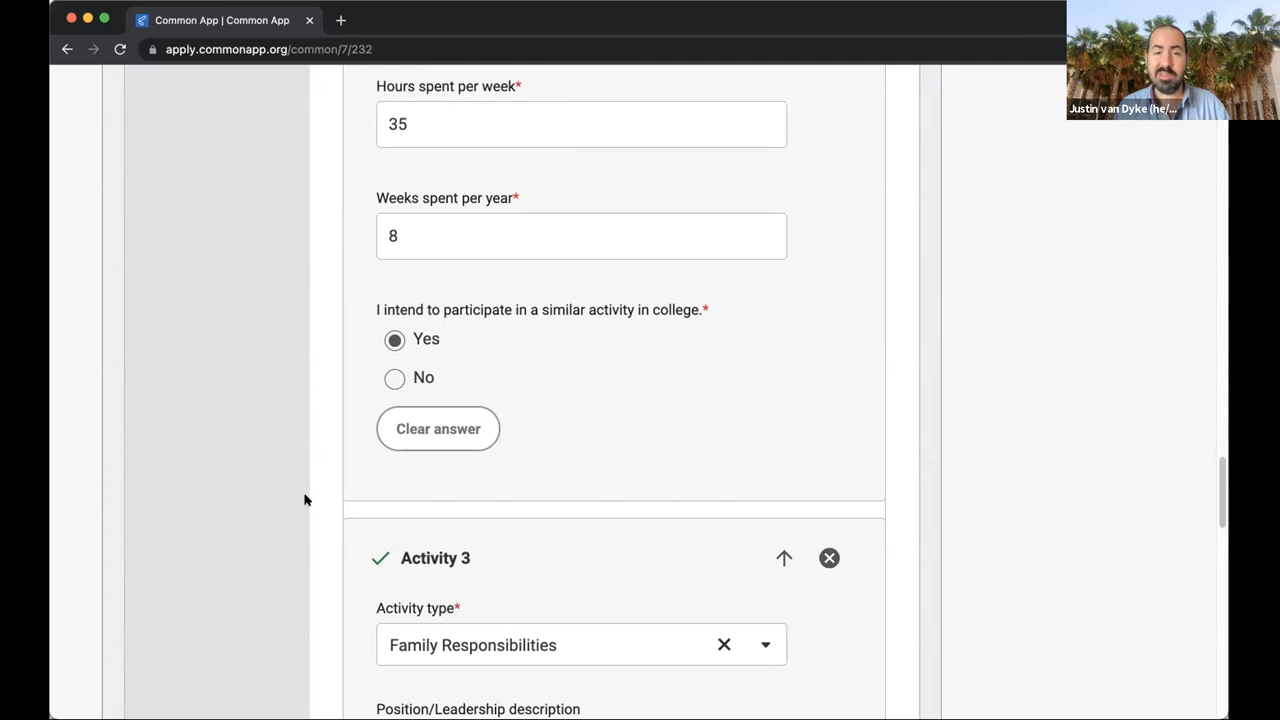 Common App | Common App
apply.commonapp.org/common/7/232
Justin van Dyke (he/...
Hours spent per week*
35
Weeks spent per year*
8
I intend to participate in a similar activity in college.*
Yes
No
Clear answer
Activity 3
Activity type*
Family Responsibilities
Position/Leadership description